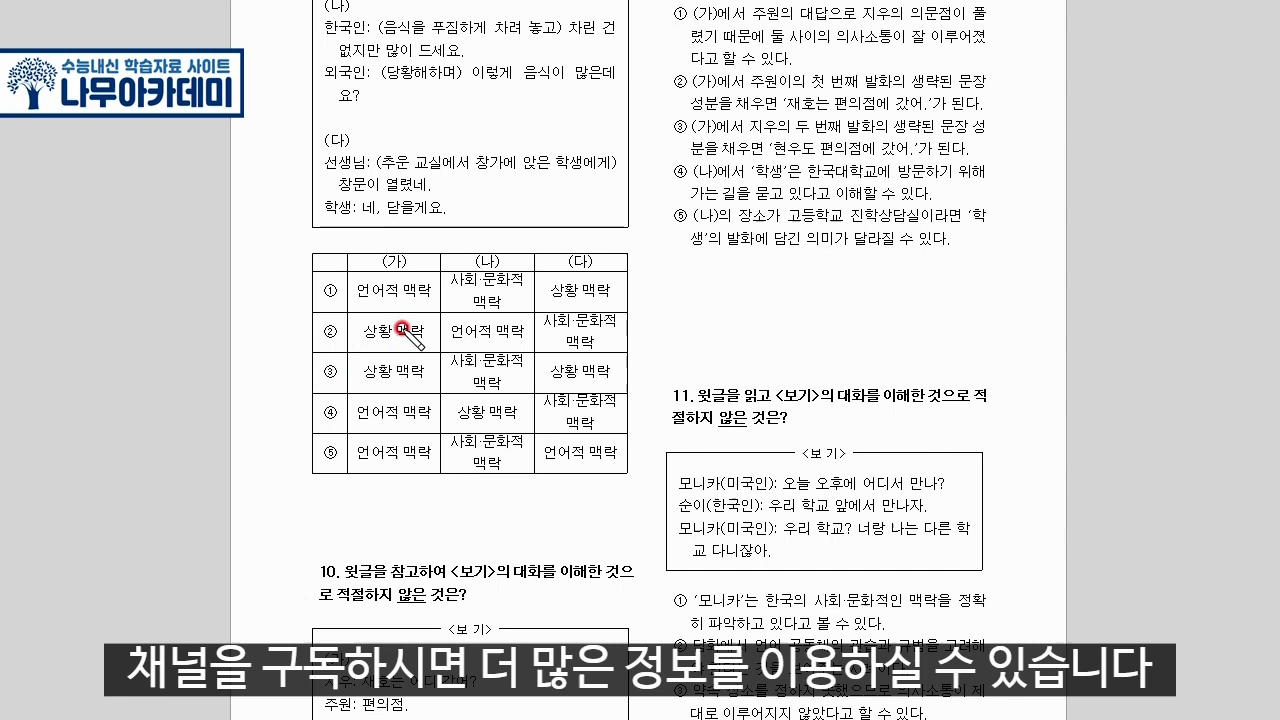 수능내신 학습자료 사이트
나무아카데미
(나)
한국인: (음식을 푸짐하게 차려 놓고) 차린 건
없지만 많이 드세요.
외국인: (당황해하며) 이렇게 음식이 많은데
요?
(다)
선생님: (추운 교실에서 창가에 앉은 학생에게)
창문이 열렸네.
학생: 네, 닫을게요.
(가) (나) (다)
① 언어적 맥락 사회·문화적 맥락 상황 맥락
② 상황 맥락 언어적 맥락 사회·문화적 맥락
③ 상황 맥락 사회·문화적 맥락 상황 맥락
④ 언어적 맥락 상황 맥락 사회·문화적 맥락
⑤ 언어적 맥락 사회·문화적 맥락 언어적 맥락
10. 윗글을 참고하여 <보기>의 대화를 이해한 것으
로 적절하지 않은 것은?
<보 기>
주원: 편의점.
① (가)에서 주원의 대답으로 지우의 의문점이 풀
렸기 때문에 둘 사이의 의사소통이 잘 이루어졌
다고 할 수 있다.
② (가)에서 주원이의 첫 번째 발화의 생략된 문장
성분을 채우면 ‘재호는 편의점에 갔어.’가 된다.
③ (가)에서 지우의 두 번째 발화의 생략된 문장 성
분을 채우면 ‘현우도 편의점에 갔어.’가 된다.
④ (나)에서 ‘학생’은 한국대학교에 방문하기 위해
가는 길을 묻고 있다고 이해할 수 있다.
⑤ (나)의 장소가 고등학교 진학상담실이라면 ‘학
생’의 발화에 담긴 의미가 달라질 수 있다.
11. 윗글을 읽고 <보기>의 대화를 이해한 것으로 적
절하지 않은 것은?
<보 기>
모니카(미국인): 오늘 오후에 어디서 만나?
순이(한국인): 우리 학교 앞에서 만나자.
모니카(미국인): 우리 학교? 너랑 나는 다른 학
교 다니잖아.
① ‘모니카’는 한국의 사회·문화적인 맥락을 정확
히 파악하고 있다고 볼 수 있다.
대로 이루어지지 않았다고 할 수 있다.
채널을 구독하시면 더 많은 정보를 이용하실 수 있습니다